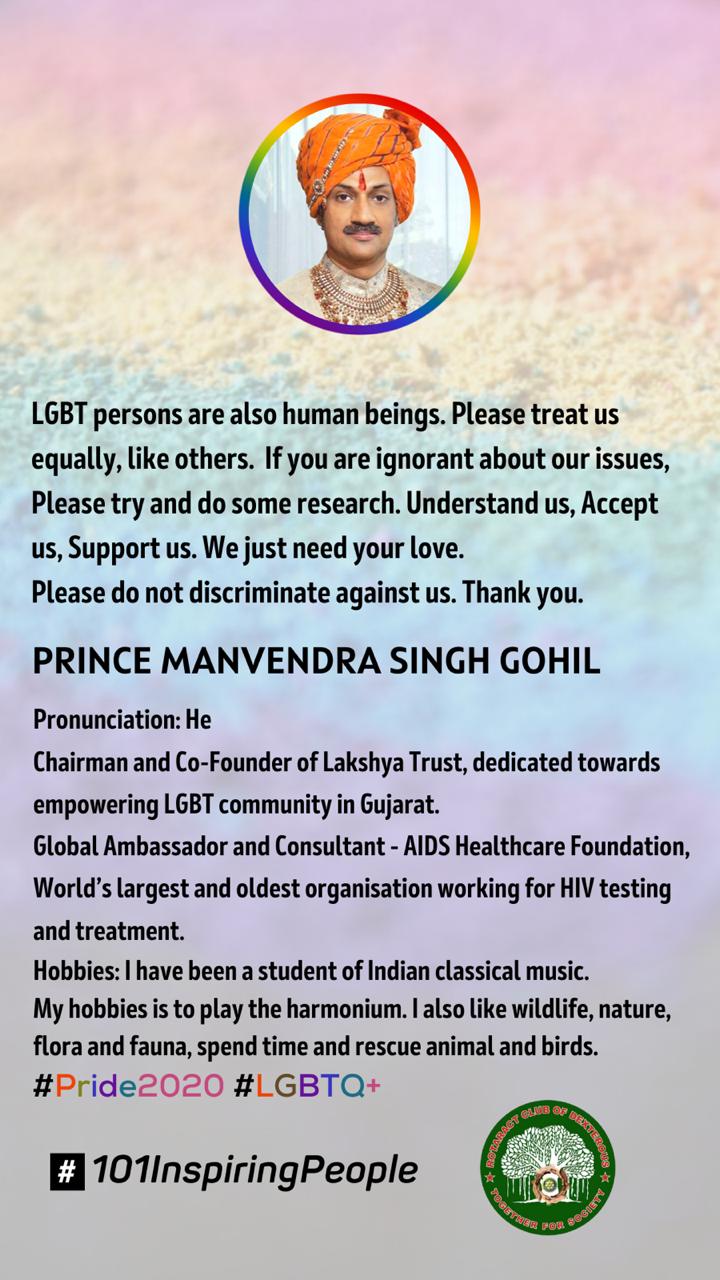 LGBT persons are also human beings. Please treat us
equally, like others.  If you are ignorant about our issues,
Please try and do some research. Understand us, Accept
us, Support us. We just need your love.
Please do not discriminate against us. Thank you.
PRINCE MANVENDRA SINGH GOHIL
Pronunciation: He
Chairman and Co-Founder of Lakshya Trust, dedicated towards
empowering LGBT community in Gujarat.
Global Ambassador and Consultant - AIDS Healthcare Foundation,
World’s largest and oldest organisation working for HIV testing
and treatment.
Hobbies: I have been a student of Indian classical music.
My hobbies is to play the harmonium. I also like wildlife, nature,
flora and fauna, spend time and rescue animal and birds.
#Pride2020 #LGBTQ+
# 101InspiringPeople
ROTARACT CLUB OF DEXTEROUS
TOGETHER FOR SOCIETY